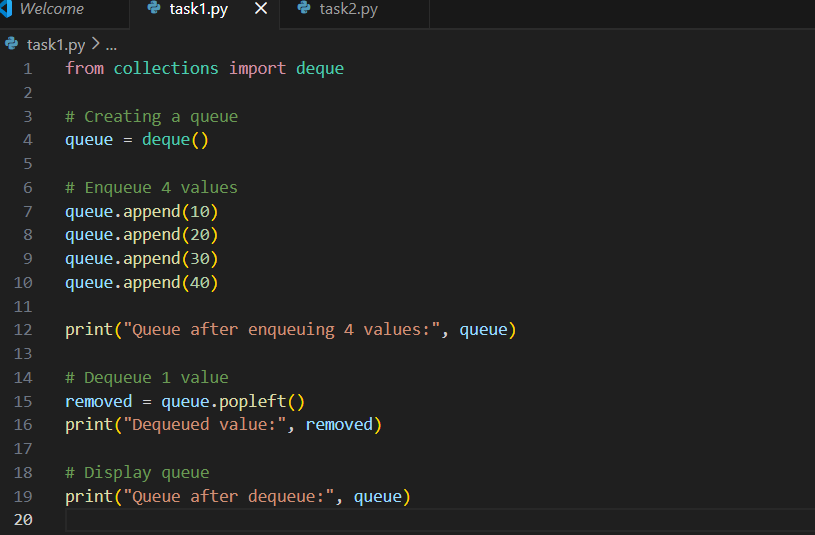 Welcome task1.py task2.py
task1.py > ...
1 from collections import deque
2
3 # Creating a queue
4 queue = deque()
5
6 # Enqueue 4 values
7 queue.append(10)
8 queue.append(20)
9 queue.append(30)
10 queue.append(40)
11
12 print("Queue after enqueuing 4 values:", queue)
13
14 # Dequeue 1 value
15 removed = queue.popleft()
16 print("Dequeued value:", removed)
17
18 # Display queue
19 print("Queue after dequeue:", queue)
20